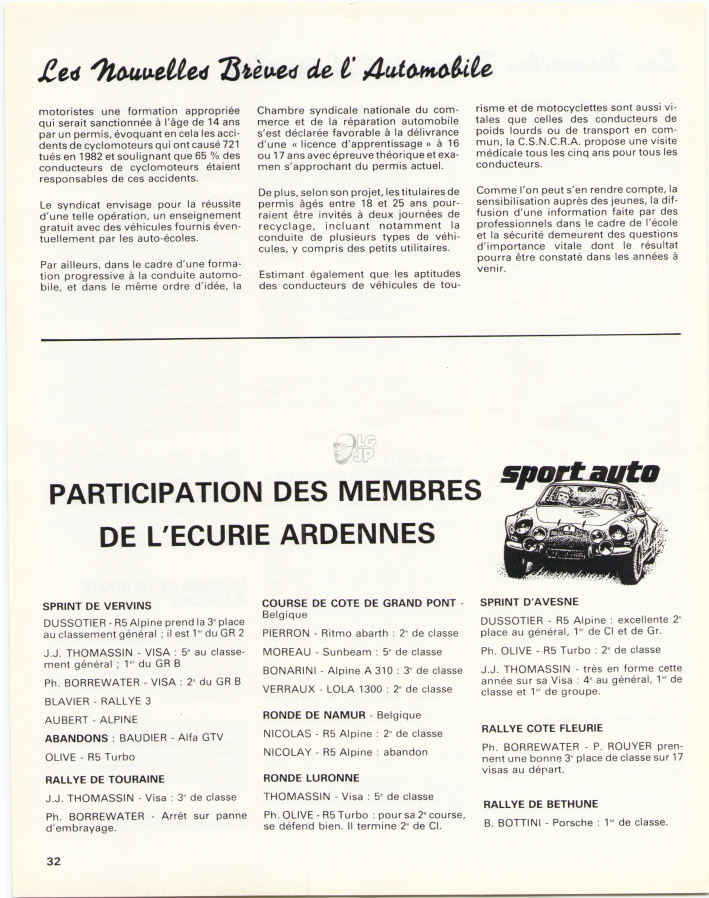 Les Nouvelles Brèves de l'Automobile
motoristes une formation appropriée
qui serait sanctionnée à l'âge de 14 ans
par un permis, évoquant en cela les acci-
dents de cyclomoteurs qui ont causé 721
tués en 1982 et soulignant que 65 % des
conducteurs de cyclomoteurs étaient
responsables de ces accidents.
Le syndicat envisage pour la réussite
d'une telle opération, un enseignement
gratuit avec des véhicules fournis éven-
tuellement par les auto-écoles.
Par ailleurs, dans le cadre d'une forma-
tion progressive à la conduite automo-
bile, et dans le même ordre d'idée, la
Chambre syndicale nationale du com-
merce et de la réparation automobile
s'est déclarée favorable à la délivrance
d'une « licence d'apprentissage » à 16
ou 17 ans avec épreuve théorique et exa-
men s'approchant du permis actuel.
De plus, selon son projet, les titulaires de
permis âgés entre 18 et 25 ans pour-
raient être invités à deux journées de
recyclage, incluant notamment la
conduite de plusieurs types de véhi-
cules, y compris des petits utilitaires.
Estimant également que les aptitudes
des conducteurs de véhicules de tou-
risme et de motocyclettes sont aussi vi-
tales que celles des conducteurs de
poids lourds ou de transport en com-
mun, la C.S.N.C.R.A. propose une visite
médicale tous les cinq ans pour tous les
conducteurs.
Comme l'on peut s'en rendre compte, la
sensibilisation auprès des jeunes, la dif-
fusion d'une information faite par des
professionnels dans le cadre de l'école
et la sécurité demeurent des questions
d'importance vitale dont le résultat
pourra être constaté dans les années à
venir.
LG
JP
PARTICIPATION DES MEMBRES
DE L'ECURIE ARDENNES
sport auto
SPRINT DE VERVINS
DUSSOTIER - R5 Alpine prend la 3e place
au classement général ; il est 1er du GR 2
J.J. THOMASSIN - VISA : 5e au classe-
ment général ; 1er du GR B
Ph. BORREWATER - VISA : 2e du GR B
BLAVIER - RALLYE 3
AUBERT - ALPINE
ABANDONS : BAUDIER - Alfa GTV
OLIVE - R5 Turbo
RALLYE DE TOURAINE
J.J. THOMASSIN - Visa : 3e de classe
Ph. BORREWATER - Arrêt sur panne
d'embrayage.
COURSE DE COTE DE GRAND PONT -
Belgique
PIERRON - Ritmo abarth : 2e de classe
MOREAU - Sunbeam : 5e de classe
BONARINI - Alpine A 310 : 3e de classe
VERRAUX - LOLA 1300 : 2e de classe
RONDE DE NAMUR - Belgique
NICOLAS - R5 Alpine : 2e de classe
NICOLAY - R5 Alpine : abandon
RONDE LURONNE
THOMASSIN - Visa : 5e de classe
Ph. OLIVE - R5 Turbo : pour sa 2e course,
se défend bien. Il termine 2e de Cl.
SPRINT D'AVESNE
DUSSOTIER - R5 Alpine : excellente 2e
place au général, 1er de Cl et de Gr.
Ph. OLIVE - R5 Turbo : 2e de classe
J.J. THOMASSIN - très en forme cette
année sur sa Visa : 4e au général, 1er de
classe et 1er de groupe.
RALLYE COTE FLEURIE
Ph. BORREWATER - P. ROUYER pren-
nent une bonne 3e place de classe sur 17
visas au départ.
RALLYE DE BETHUNE
B. BOTTINI - Porsche : 1er de classe.
32